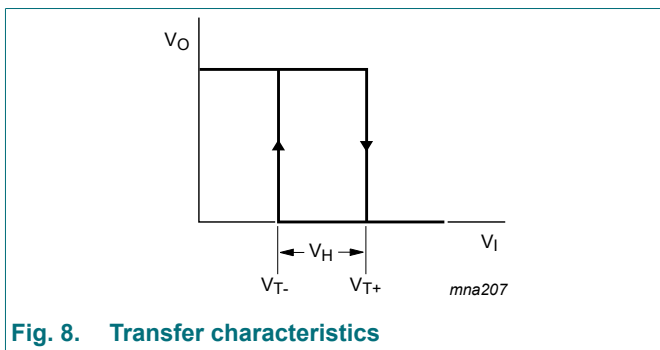 VO
VH
VI
VT- VT+
mna207
Fig. 8. Transfer characteristics